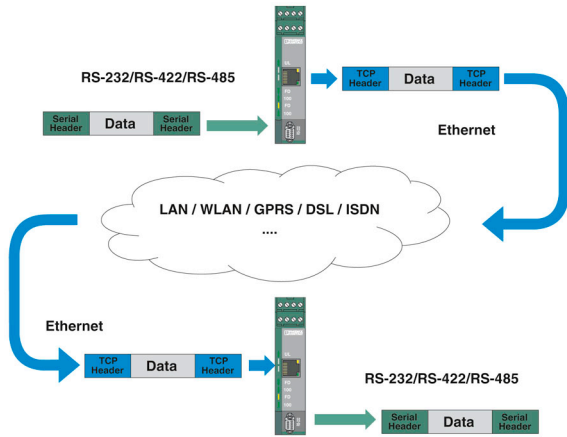 RS-232/RS-422/RS-485
UL
TCP Header Data TCP Header
Serial Header Data Serial Header
Ethernet
LAN / WLAN / GPRS / DSL / ISDN
....
Ethernet
UL
TCP Header Data TCP Header
RS-232/RS-422/RS-485
Serial Header Data Serial Header